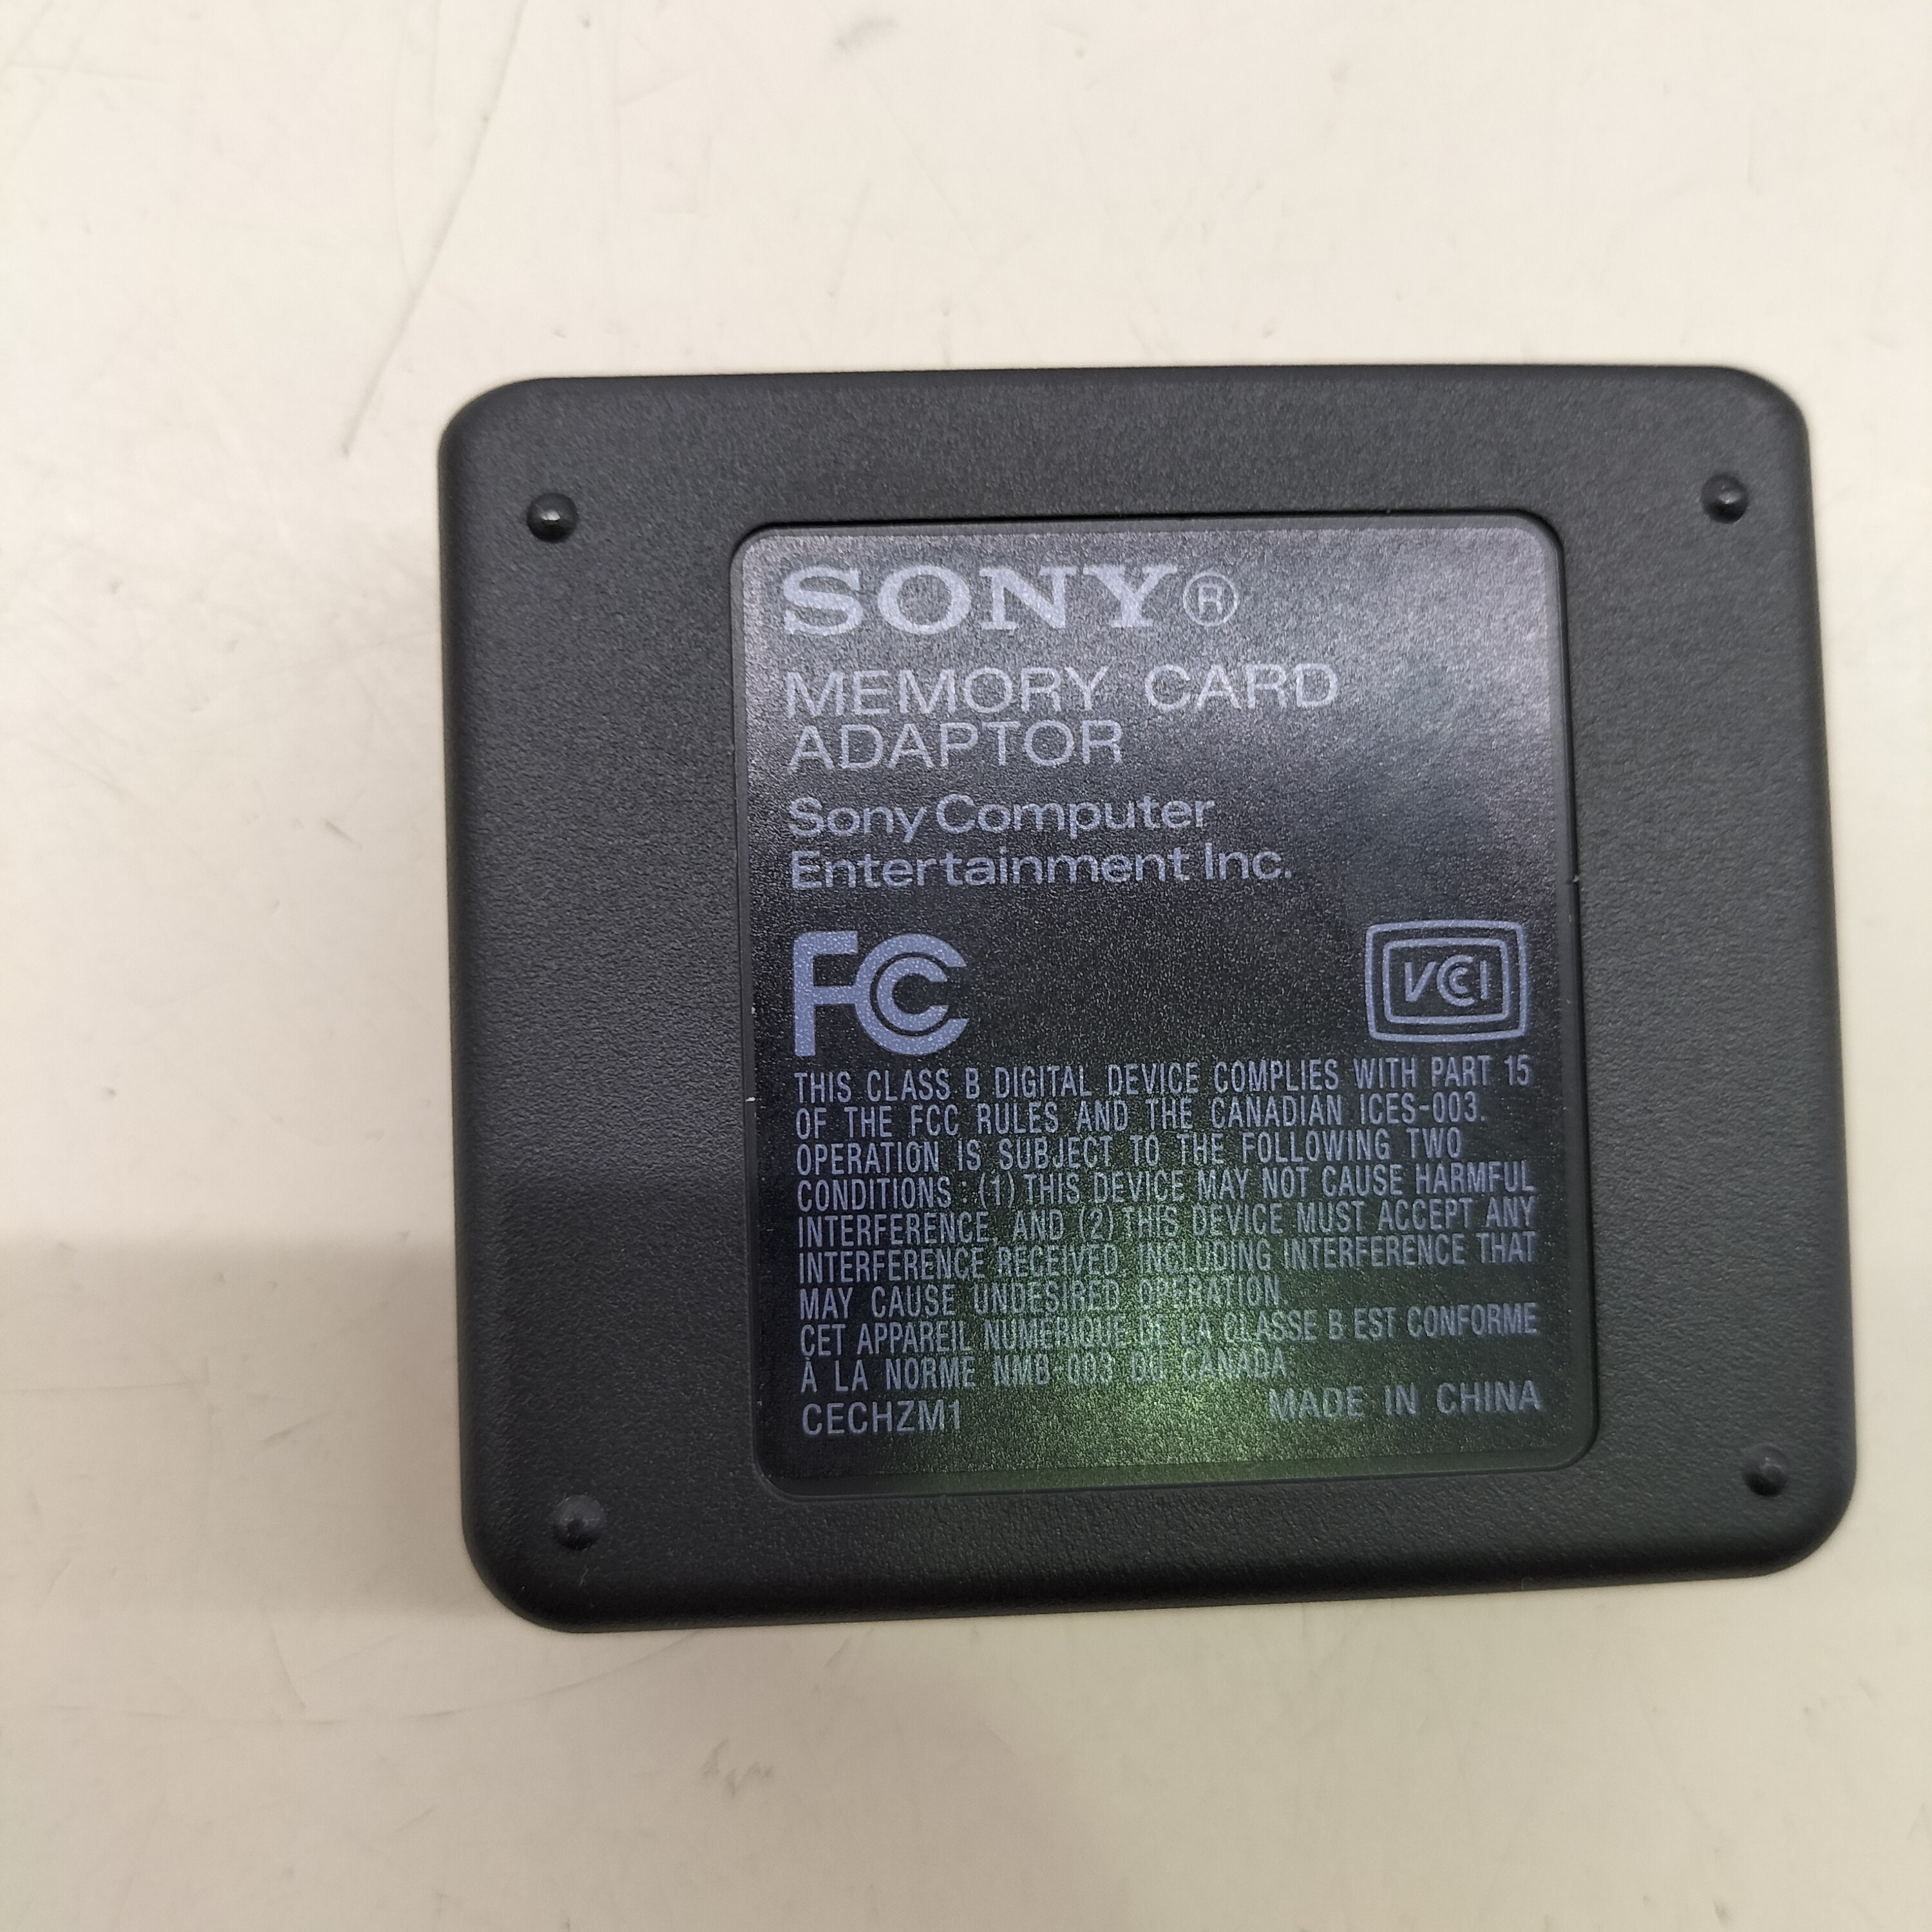 SONY®
MEMORY CARD
ADAPTOR
Sony Computer
Entertainment Inc.
FC
VCCI
THIS CLASS B DIGITAL DEVICE COMPLIES WITH PART 15
OF THE FCC RULES AND THE CANADIAN ICES-003.
OPERATION IS SUBJECT TO THE FOLLOWING TWO
CONDITIONS : (1) THIS DEVICE MAY NOT CAUSE HARMFUL
INTERFERENCE, AND (2) THIS DEVICE MUST ACCEPT ANY
INTERFERENCE RECEIVED, INCLUDING INTERFERENCE THAT
MAY CAUSE UNDESIRED OPERATION.
CET APPAREIL NUMÉRIQUE DE LA CLASSE B EST CONFORME
À LA NORME NMB-003 DU CANADA.
CECHZM1 MADE IN CHINA